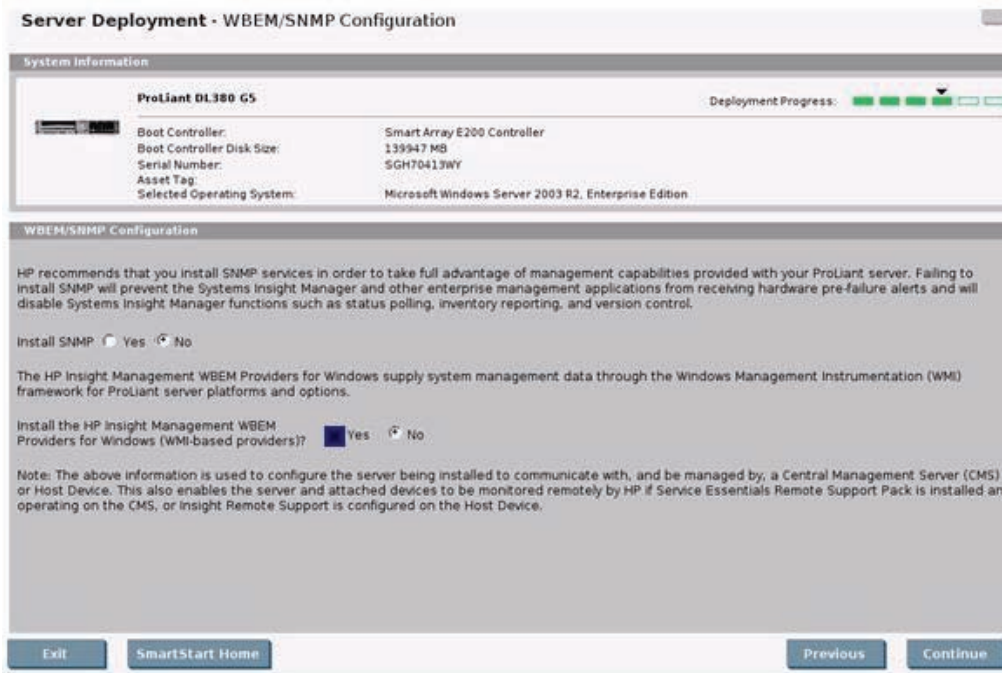 Server Deployment - WBEM/SNMP Configuration
System Information
ProLiant DL380 G5
Deployment Progress:
Boot Controller: Smart Array E200 Controller
Boot Controller Disk Size: 139947 MB
Serial Number: SGH70413WY
Asset Tag:
Selected Operating System: Microsoft Windows Server 2003 R2, Enterprise Edition
WBEM/SNMP Configuration
HP recommends that you install SNMP services in order to take full advantage of management capabilities provided with your ProLiant server. Failing to
install SNMP will prevent the Systems Insight Manager and other enterprise management applications from receiving hardware pre-failure alerts and will
disable Systems Insight Manager functions such as status polling, inventory reporting, and version control.
Install SNMP Yes No
The HP Insight Management WBEM Providers for Windows supply system management data through the Windows Management Instrumentation (WMI)
framework for ProLiant server platforms and options.
Install the HP Insight Management WBEM
Providers for Windows (WMI-based providers)? Yes No
Note: The above information is used to configure the server being installed to communicate with, and be managed by, a Central Management Server (CMS)
or Host Device. This also enables the server and attached devices to be monitored remotely by HP if Service Essentials Remote Support Pack is installed an
operating on the CMS, or Insight Remote Support is configured on the Host Device.
Exit
SmartStart Home
Previous
Continue